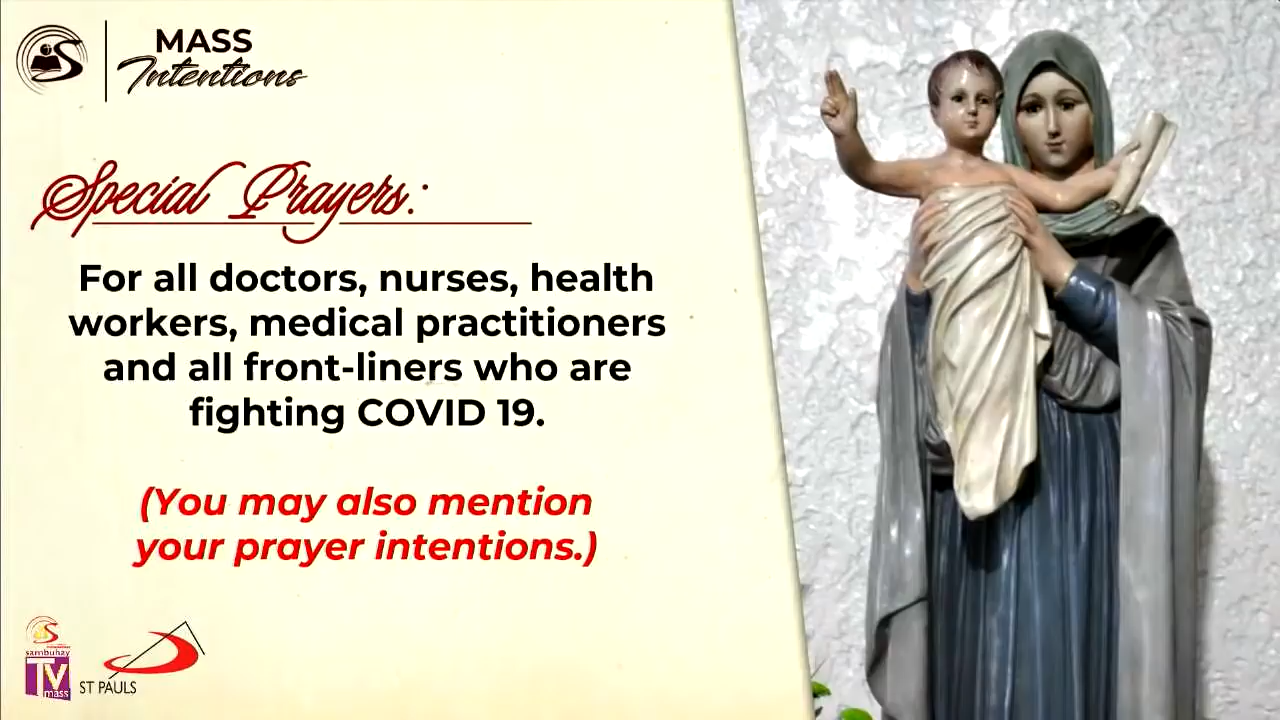 MASS
Intentions
Special Prayers:
For all doctors, nurses, health
workers, medical practitioners
and all front-liners who are
fighting COVID 19.
(You may also mention
your prayer intentions.)
sambuhay
TV
mass
ST PAULS